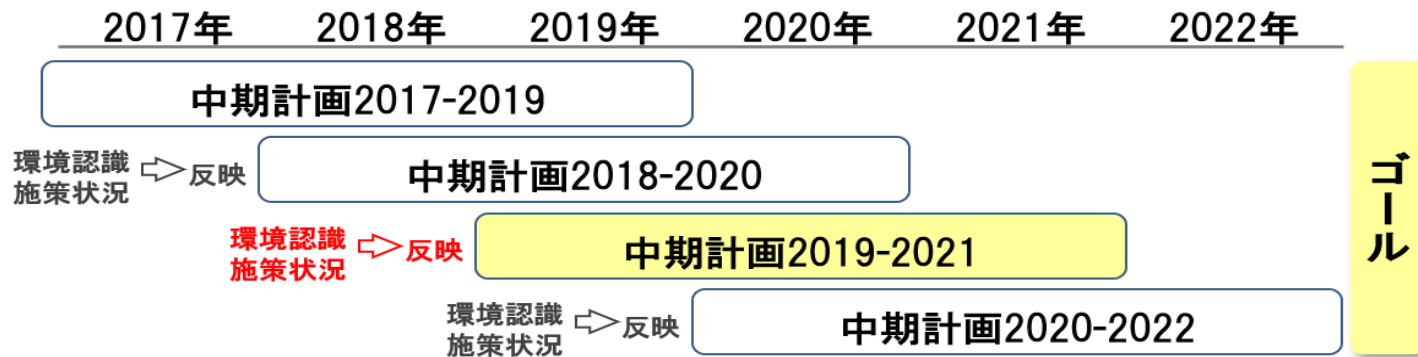 2017年 2018年 2019年 2020年 2021年 2022年
中期計画2017-2019
環境認識
施策状況
反映
中期計画2018-2020
環境認識
施策状況
反映
中期計画2019-2021
環境認識
施策状況
反映
中期計画2020-2022
ゴール